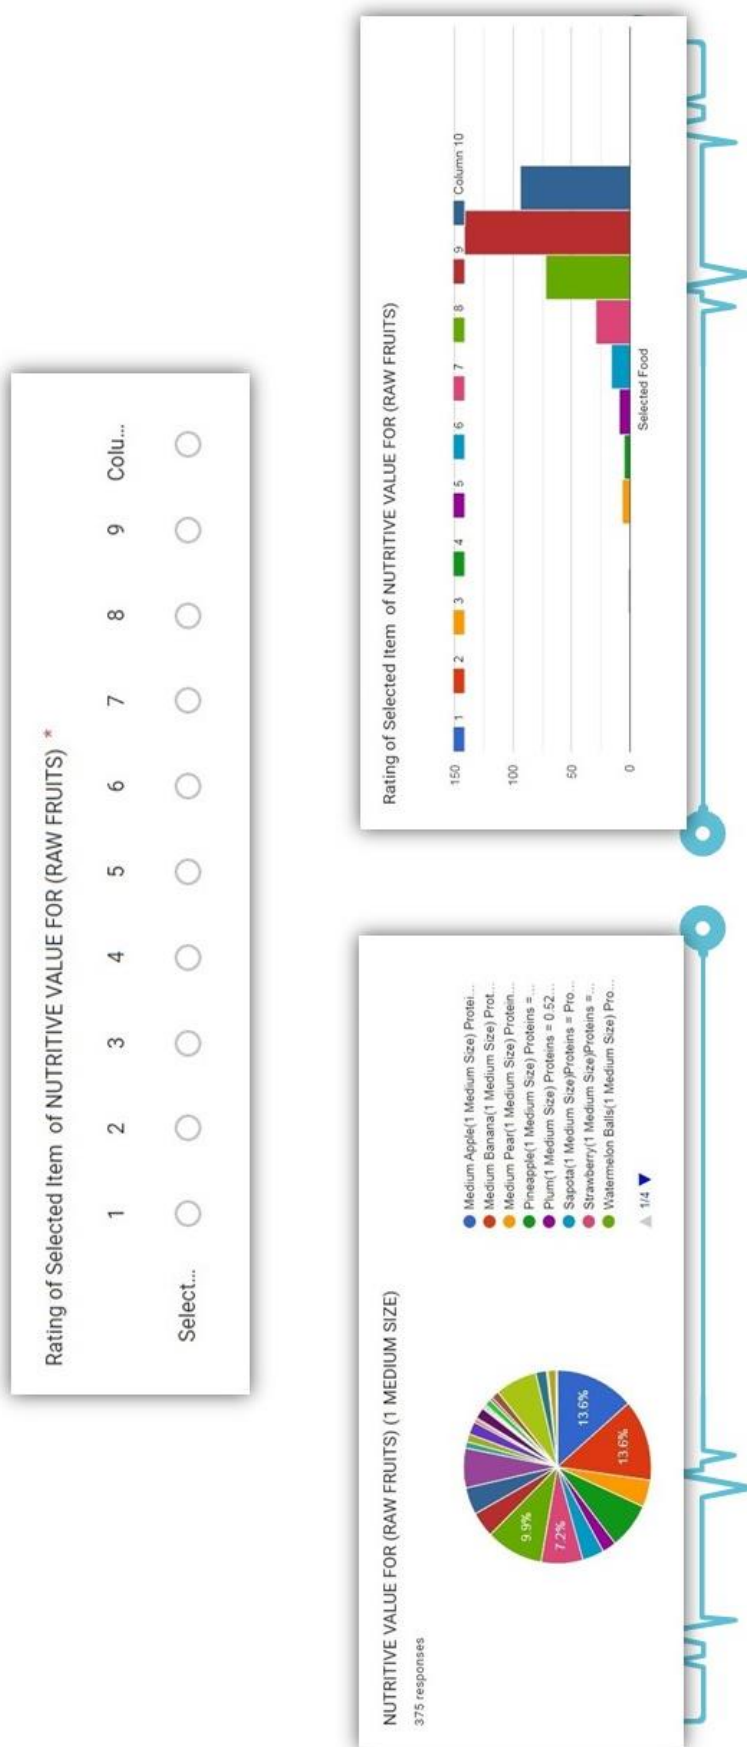 Rating of Selected Item of NUTRITIVE VALUE FOR (RAW FRUITS) *
1 2 3 4 5 6 7 8 9 Colu...
Select...
NUTRITIVE VALUE FOR (RAW FRUITS) (1 MEDIUM SIZE)
375 responses
13.6%
13.6%
7.2%
9.9%
Medium Apple(1 Medium Size) Protei...
Medium Banana(1 Medium Size) Prot...
Medium Pear(1 Medium Size) Protein...
Pineapple(1 Medium Size) Proteins =...
Plum(1 Medium Size) Proteins = 0.52...
Sapota(1 Medium Size)Proteins = Pro...
Strawberry(1 Medium Size)Proteins =...
Watermelon Balls(1 Medium Size) Pro...
1/4
Rating of Selected Item of NUTRITIVE VALUE FOR (RAW FRUITS)
1 2 3 4 5 6 7 8 9 Column 10
150
100
50
0
Selected Food